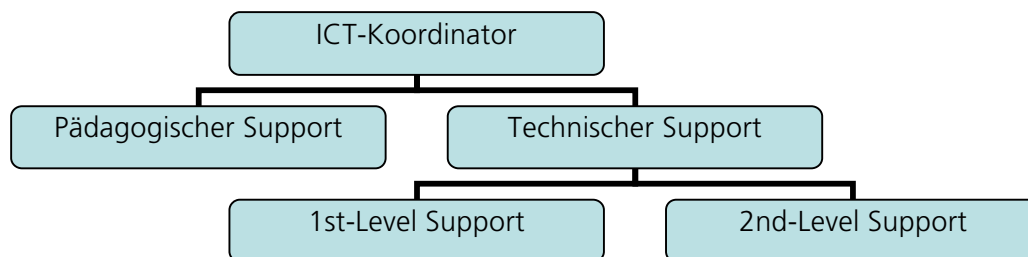 ICT-Koordinator
Pädagogischer Support
Technischer Support
1st-Level Support
2nd-Level Support